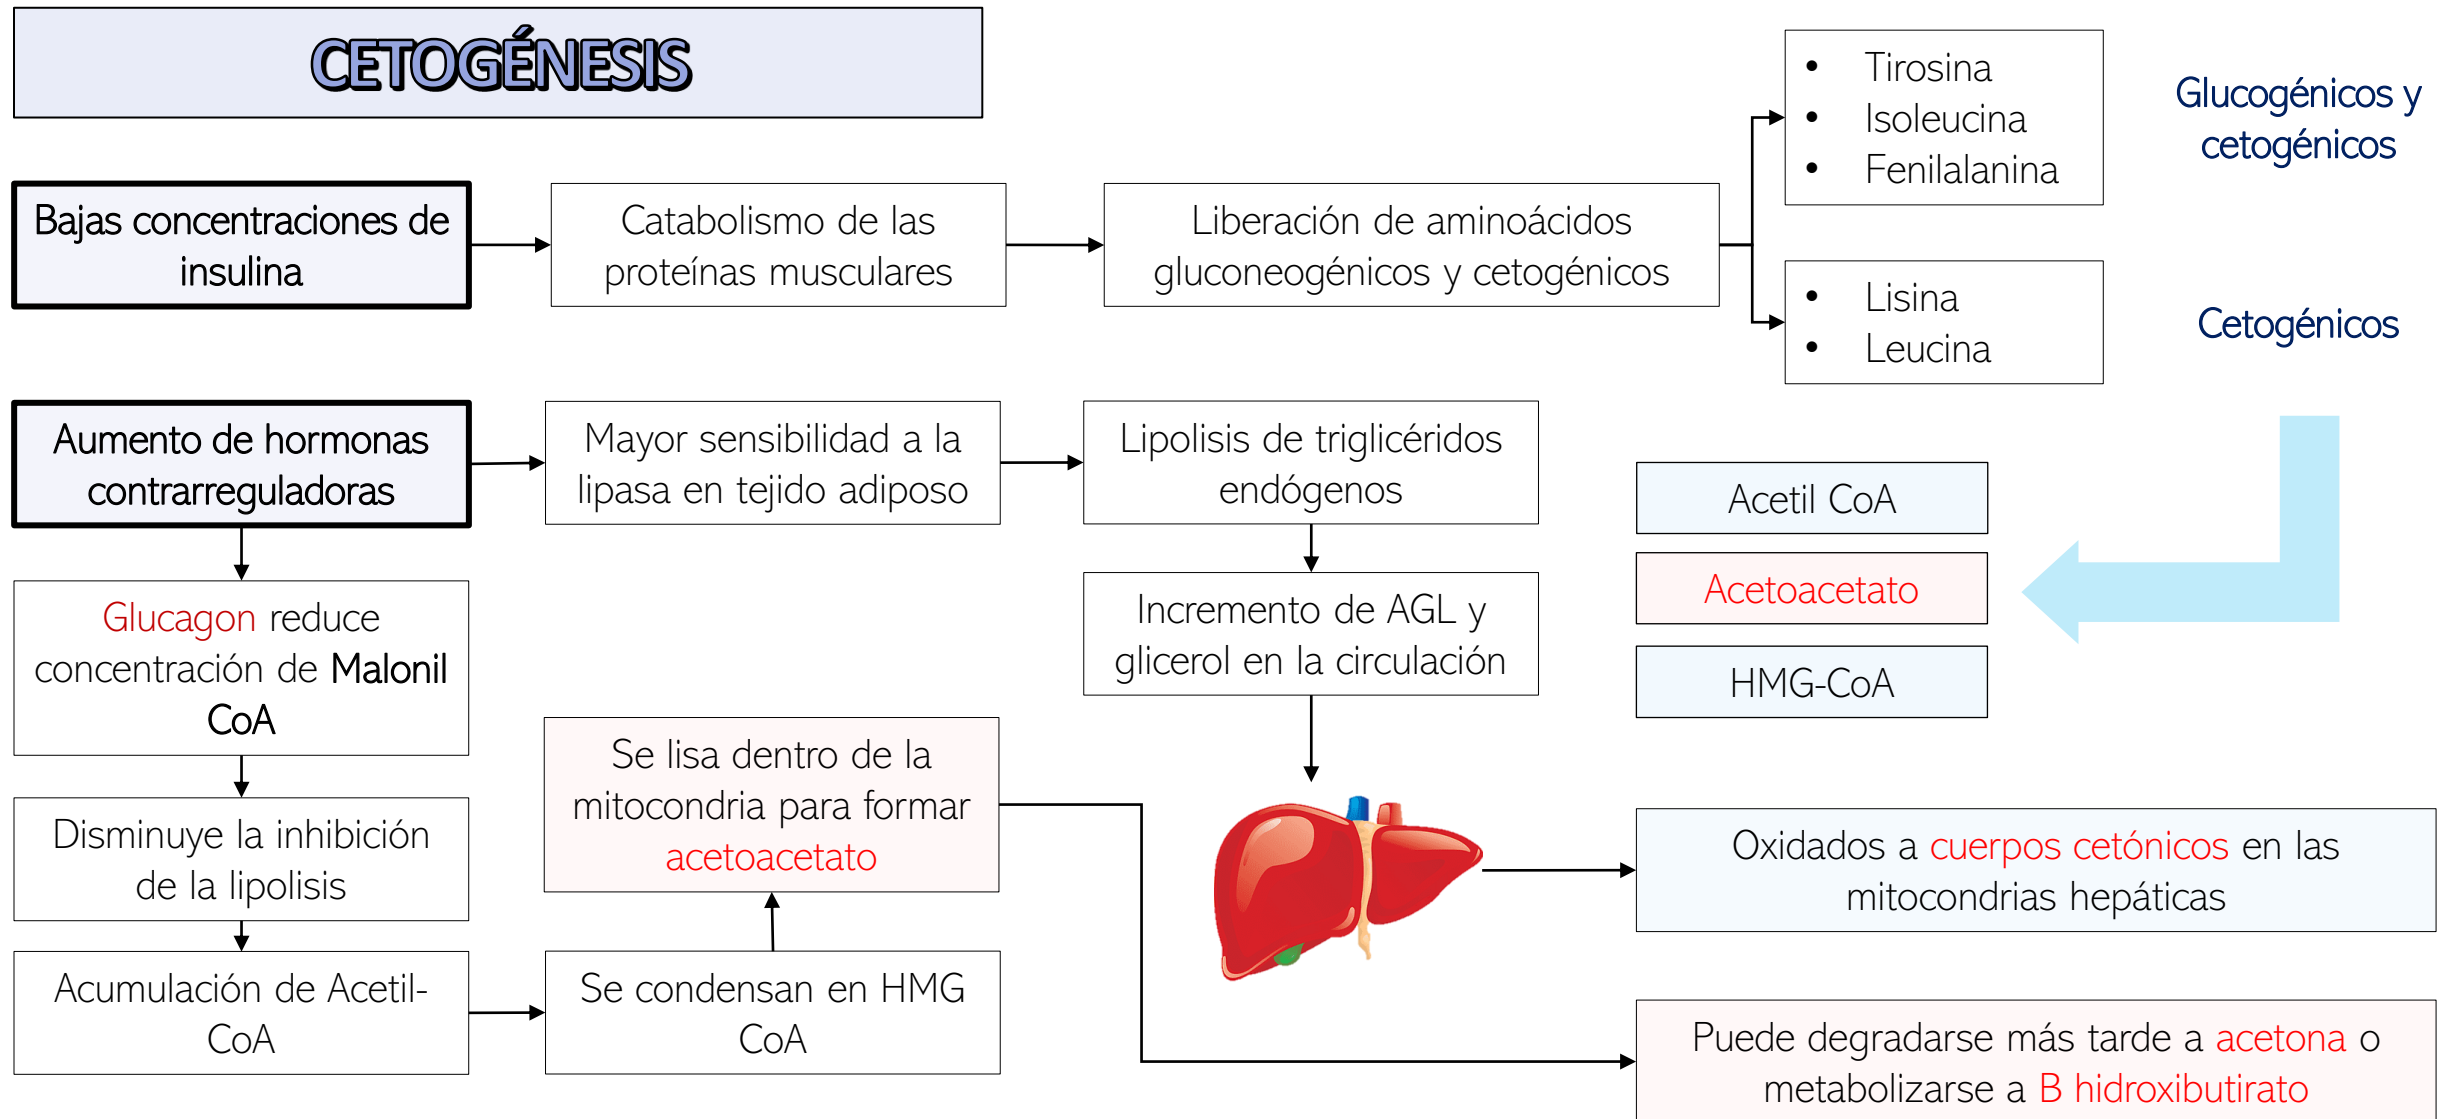 CETOGÉNESIS
• Tirosina
• Isoleucina
• Fenilalanina
Glucogénicos y
cetogénicos
Bajas concentraciones de
insulina
Catabolismo de las
proteínas musculares
Liberación de aminoácidos
gluconeogénicos y cetogénicos
• Lisina
• Leucina
Cetogénicos
Aumento de hormonas
contrarreguladoras
Mayor sensibilidad a la
lipasa en tejido adiposo
Lipolisis de triglicéridos
endógenos
Acetil CoA
Acetoacetato
HMG-CoA
Glucagon reduce
concentración de Malonil
CoA
Incremento de AGL y
glicerol en la circulación
Se lisa dentro de la
mitocondria para formar
acetoacetato
Disminuye la inhibición
de la lipolisis
Oxidados a cuerpos cetónicos en las
mitocondrias hepáticas
Acumulación de Acetil-
CoA
Se condensan en HMG
CoA
Puede degradarse más tarde a acetona o
metabolizarse a B hidroxibutirato